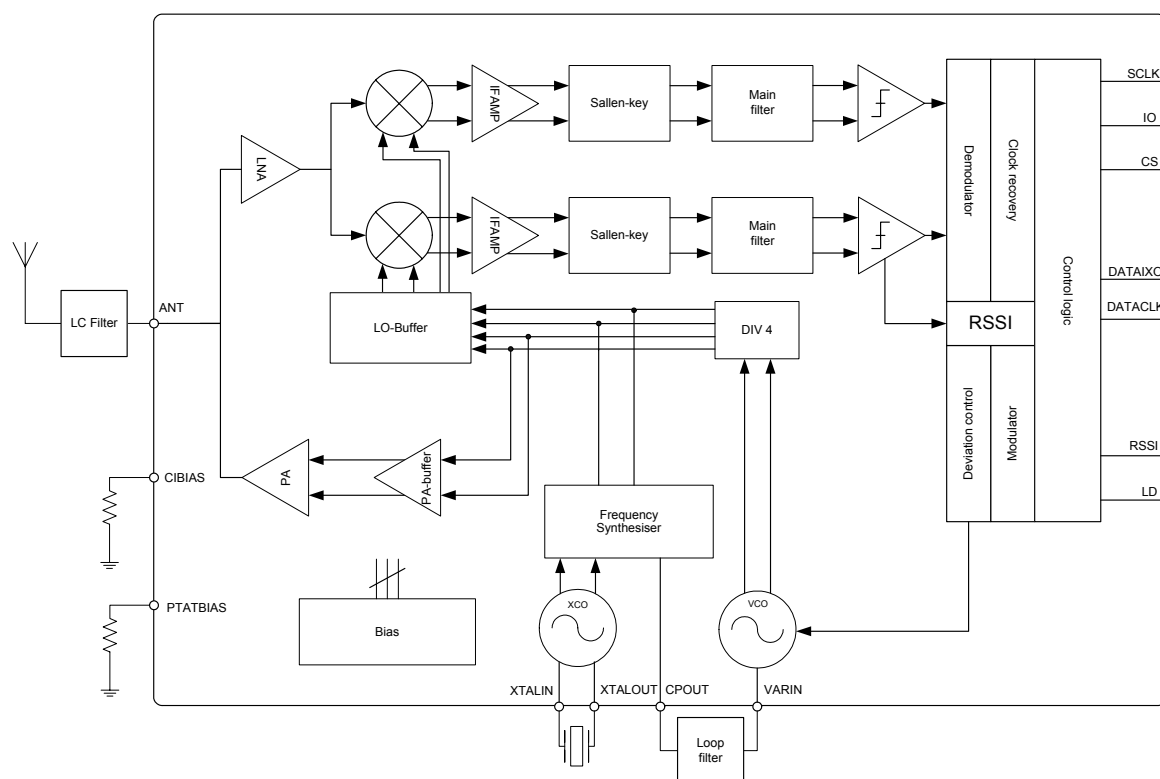 SCLK
IFAMP
Sallen-key
Main
filter
IO
LNA
CS
Demodulator
Clock recovery
IFAMP
Sallen-key
Main
filter
Control logic
DATAIXO
ANT
LC Filter
LO-Buffer
DIV 4
RSSI
DATACLK
Deviation control
Modulator
PA
PA-buffer
RSSI
CIBIAS
LD
Frequency
Synthesiser
PTATBIAS
XCO
VCO
Bias
XTALIN
XTALOUT
CPOUT
VARIN
Loop
filter